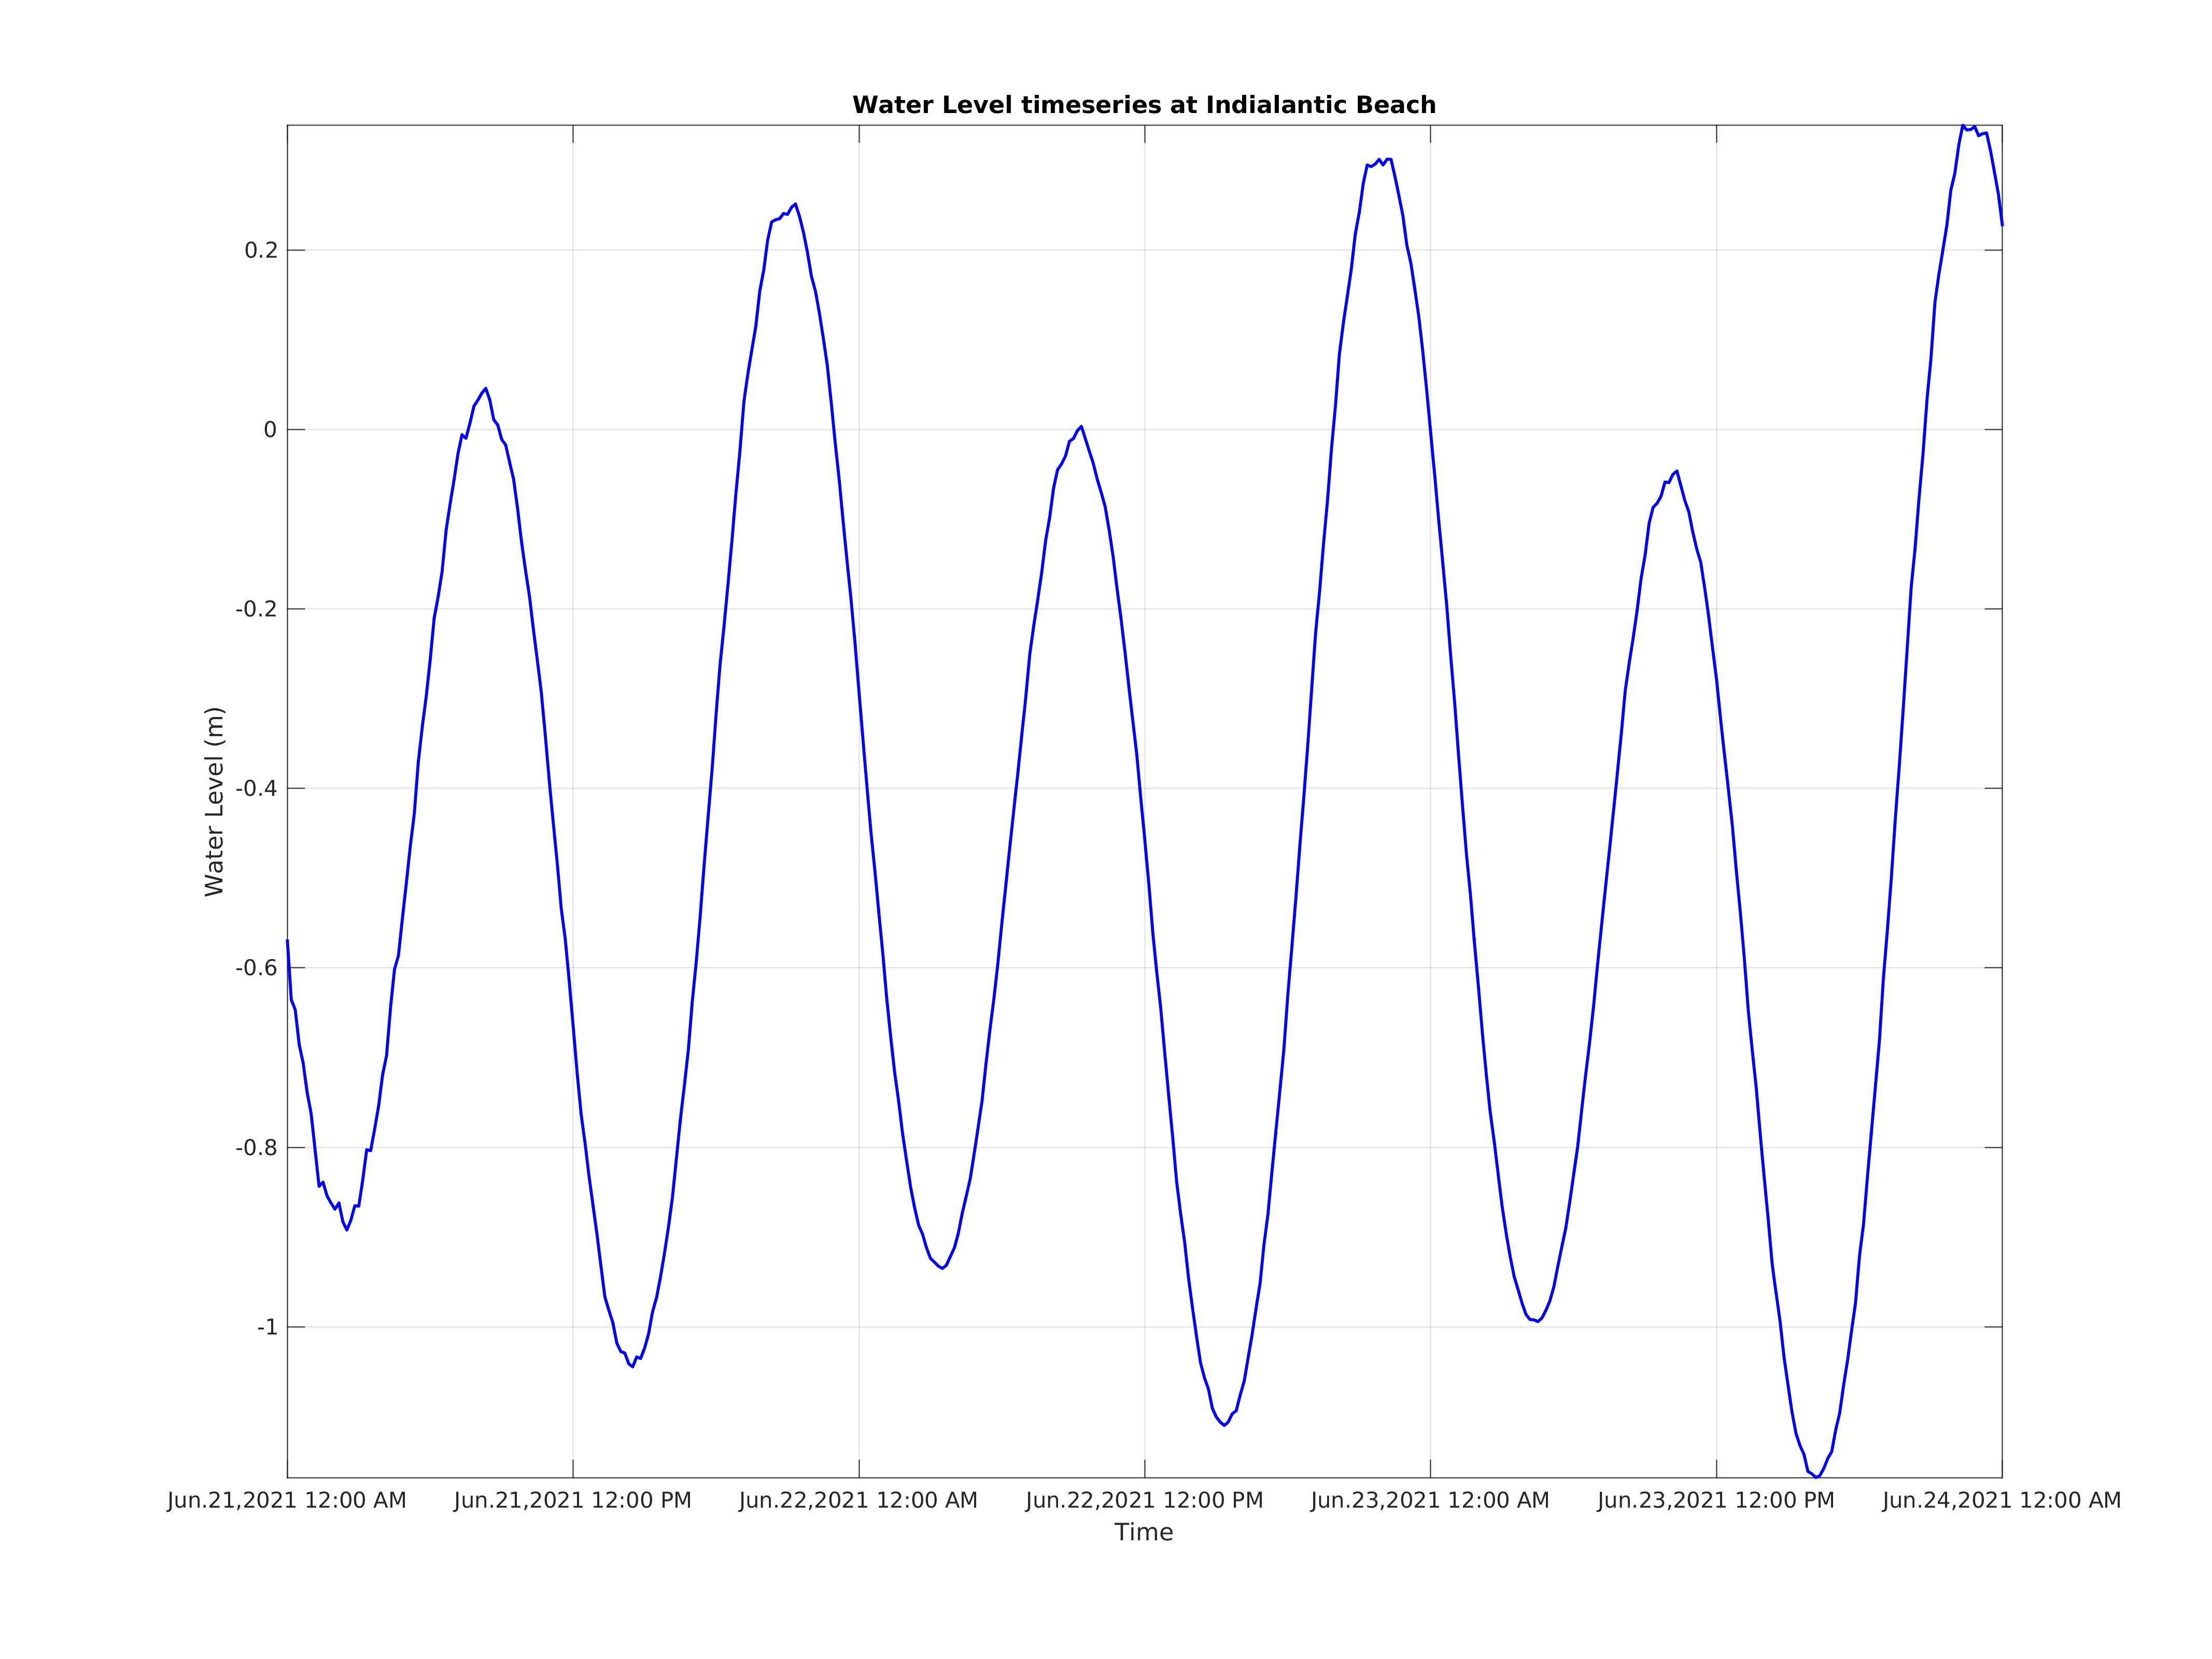 Water Level timeseries at Indialantic Beach
0.2
0
-0.2
-0.4
-0.6
-0.8
-1
Water Level (m)
Jun.21,2021 12:00 AM
Jun.21,2021 12:00 PM
Jun.22,2021 12:00 AM
Jun.22,2021 12:00 PM
Jun.23,2021 12:00 AM
Jun.23,2021 12:00 PM
Jun.24,2021 12:00 AM
Time